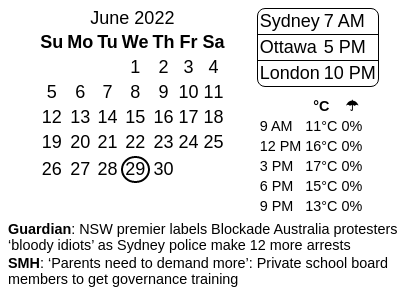 June 2022
Su Mo Tu We Th Fr Sa
1 2 3 4
5 6 7 8 9 10 11
12 13 14 15 16 17 18
19 20 21 22 23 24 25
26 27 28 29 30
Sydney 7 AM
Ottawa 5 PM
London 10 PM
°C ☂
9 AM 11°C 0%
12 PM 16°C 0%
3 PM 17°C 0%
6 PM 15°C 0%
9 PM 13°C 0%
Guardian: NSW premier labels Blockade Australia protesters
‘bloody idiots’ as Sydney police make 12 more arrests
SMH: ‘Parents need to demand more’: Private school board
members to get governance training